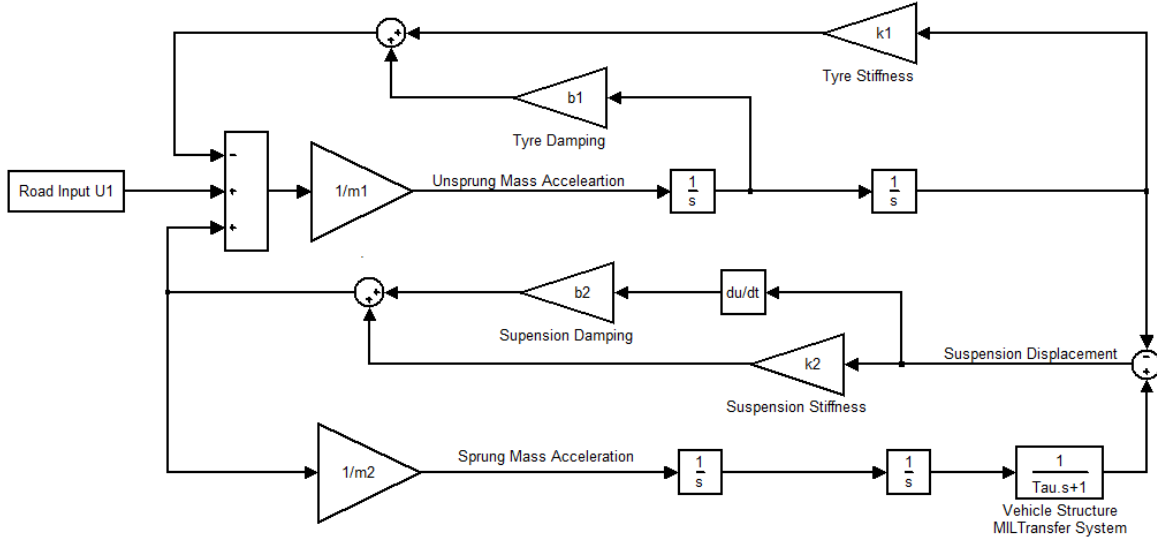 k1
Tyre Stiffness
b1
Tyre Damping
Road Input U1
1/m1
Unsprung Mass Acceleartion
1
s
1
s
b2
du/dt
Supension Damping
Suspension Displacement
k2
Suspension Stiffness
1/m2
Sprung Mass Acceleration
1
s
1
s
1
Tau.s+1
Vehicle Structure
MILTransfer System